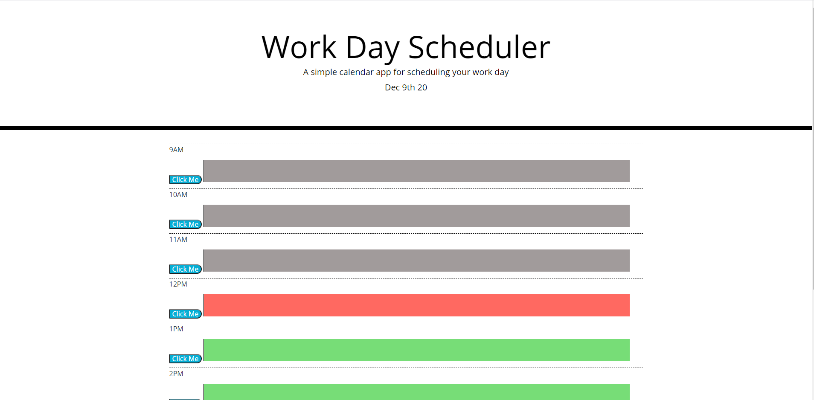 Work Day Scheduler
A simple calendar app for scheduling your work day
Dec 9th 20
9AM
Click Me
10AM
Click Me
11AM
Click Me
12PM
Click Me
1PM
Click Me
2PM